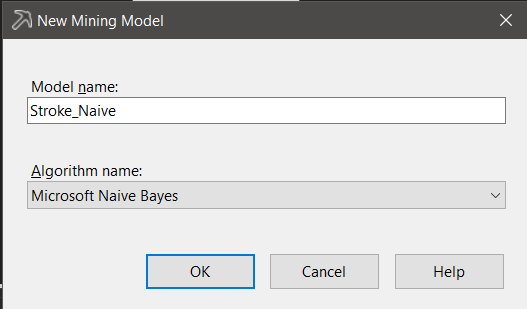 New Mining Model
Model name:
Stroke_Naive
Algorithm name:
Microsoft Naive Bayes
OK Cancel Help